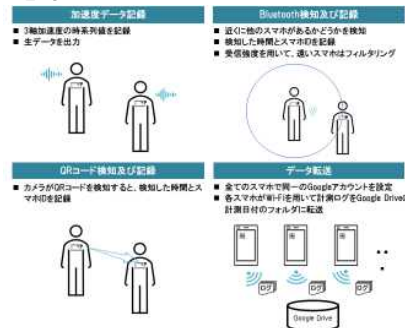 加速度データ記録
■ 3軸加速度の時系列値を記録
■ 生データを出力
Bluetooth検知及び記録
■ 近くに他のスマホがあるかどうかを検知
■ 検知した時間とスマホIDを記録
■ 受信強度を用いて、遠いスマホはフィルタリング
QRコード検知及び記録
■ カメラがQRコードを検知すると、検知した時間とス
マホIDを記録
データ転送
■ 全てのスマホで同一のGoogleアカウントを設定
■ 各スマホがWi-Fiを用いて計測ログをGoogle Driveの
計測日付のフォルダに転送
ログ
ログ
ログ
Google Drive